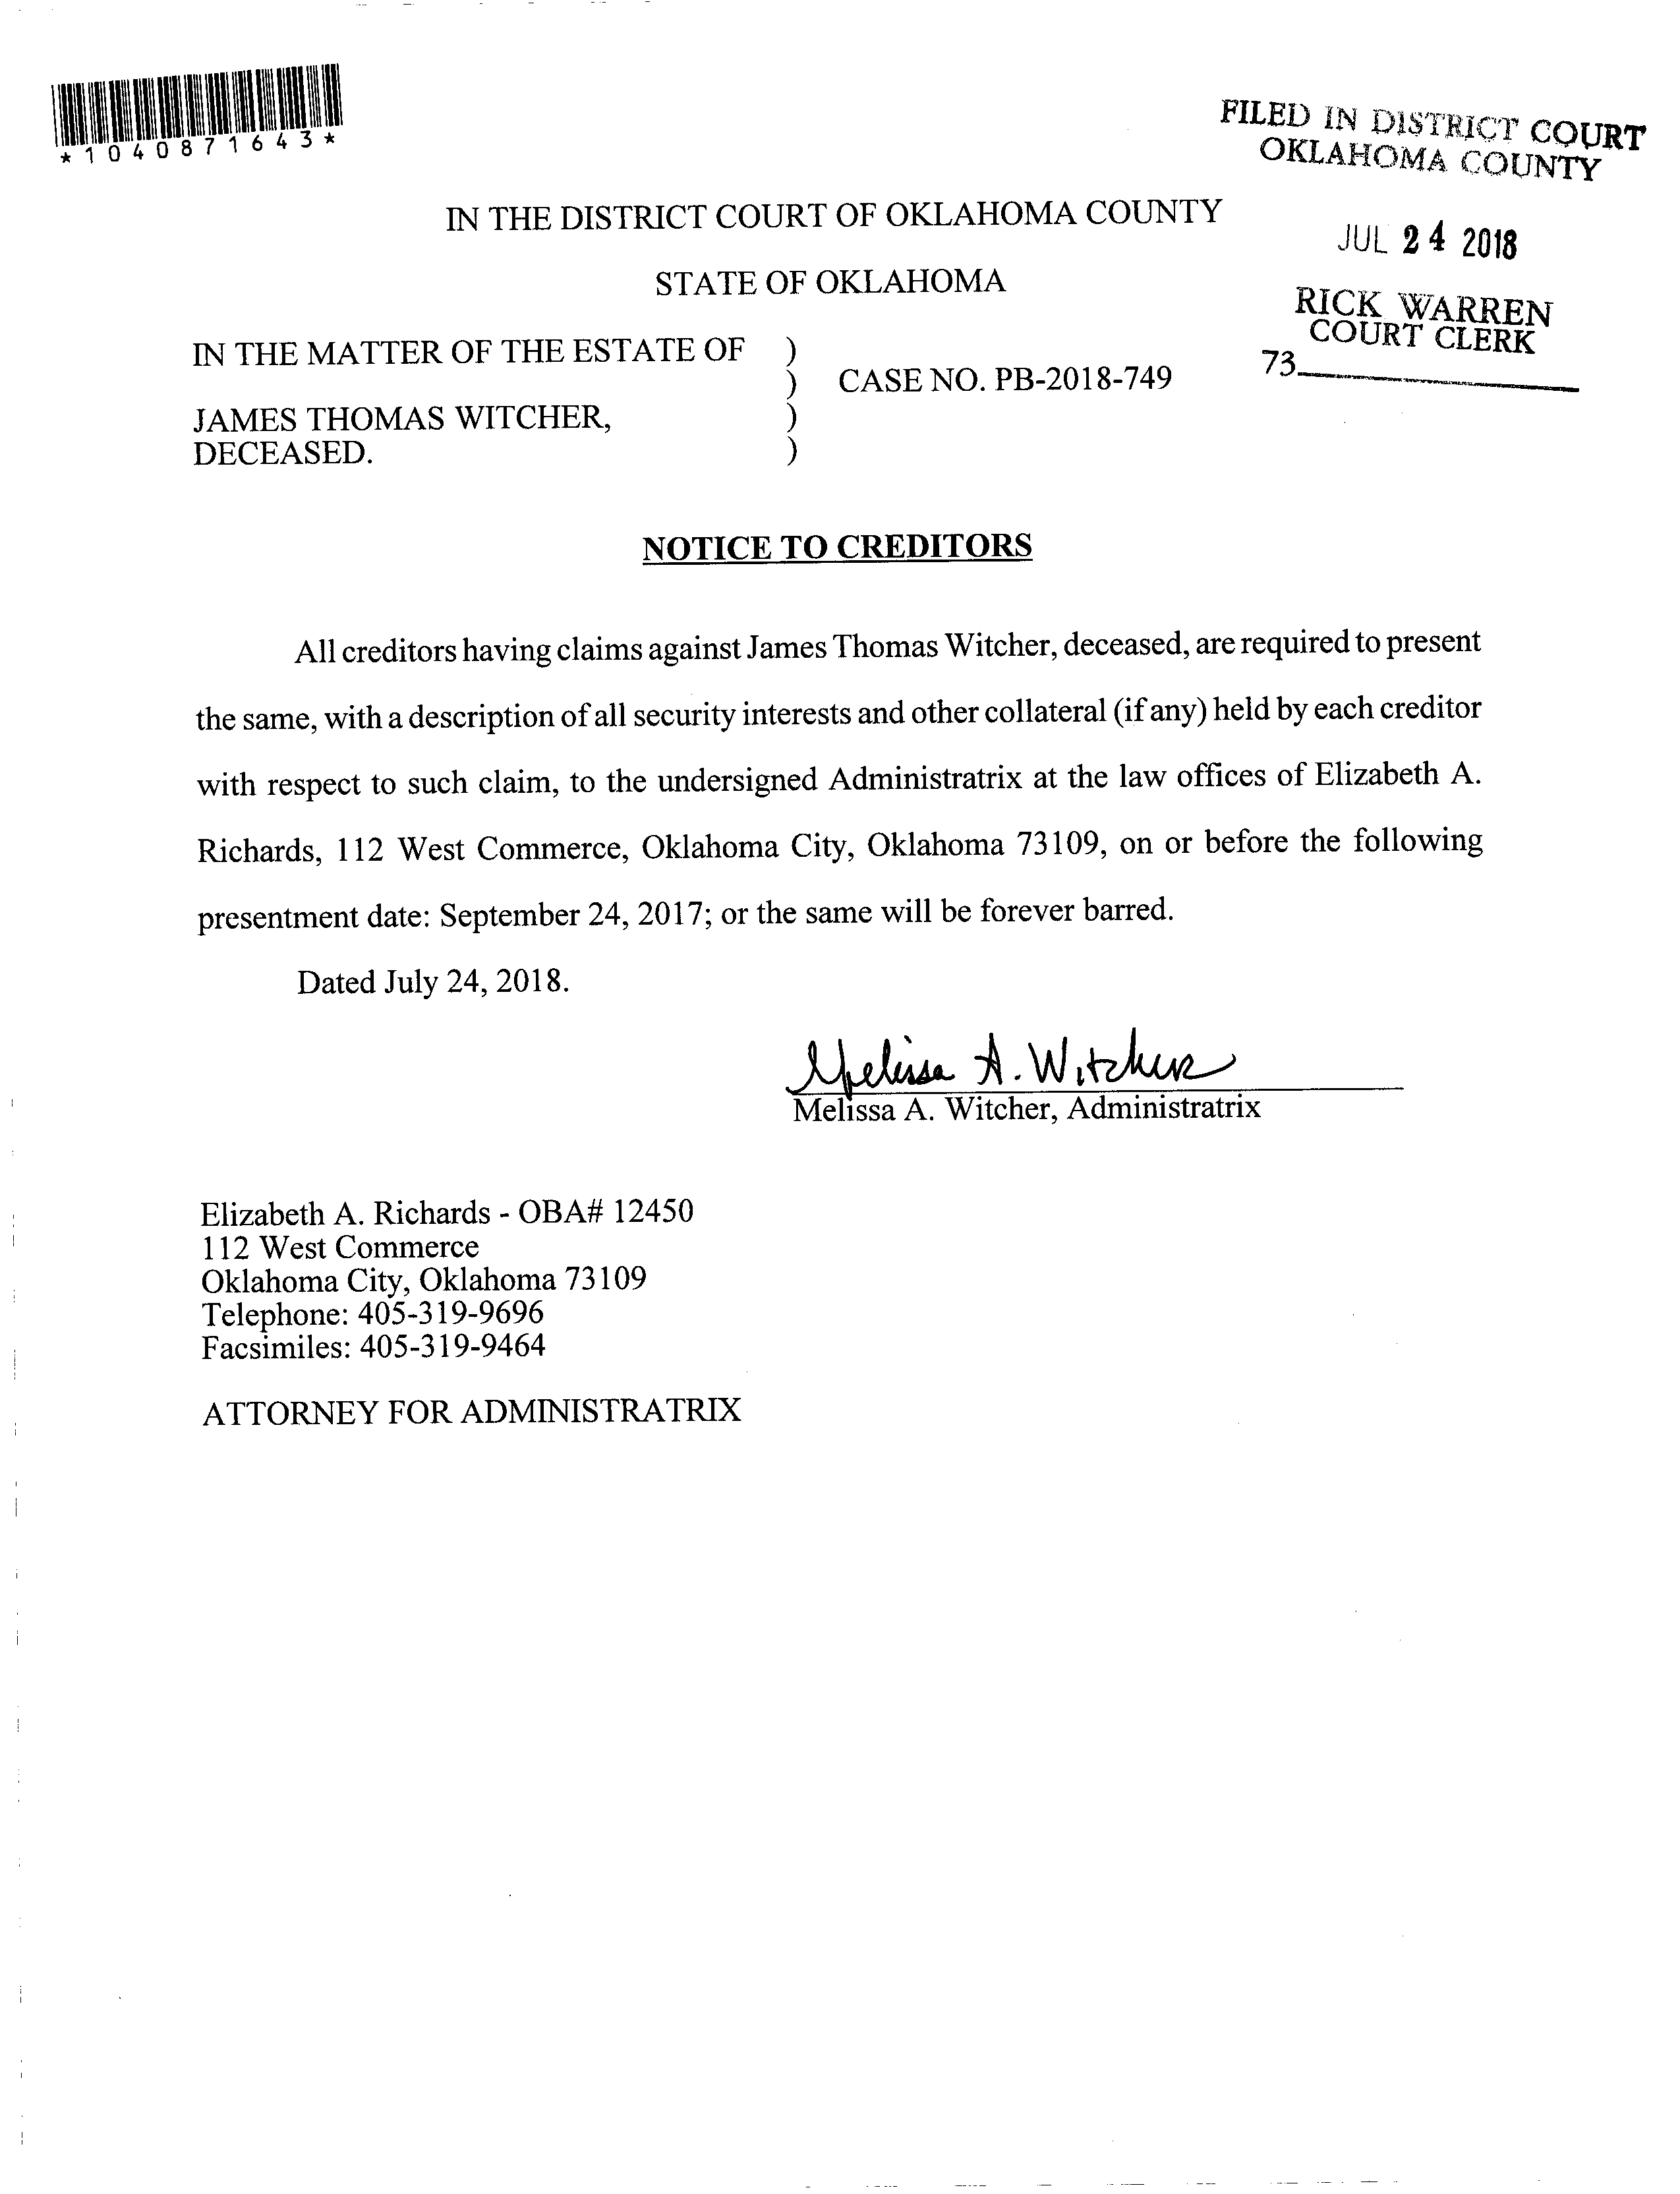 *1040871643*
FILED IN DISTRICT COURT
OKLAHOMA COUNTY
JUL 24 2018
RICK WARREN
COURT CLERK
73
IN THE DISTRICT COURT OF OKLAHOMA COUNTY
STATE OF OKLAHOMA
IN THE MATTER OF THE ESTATE OF )
) CASE NO. PB-2018-749
JAMES THOMAS WITCHER, )
DECEASED. )
NOTICE TO CREDITORS
All creditors having claims against James Thomas Witcher, deceased, are required to present
the same, with a description of all security interests and other collateral (if any) held by each creditor
with respect to such claim, to the undersigned Administratrix at the law offices of Elizabeth A.
Richards, 112 West Commerce, Oklahoma City, Oklahoma 73109, on or before the following
presentment date: September 24, 2017; or the same will be forever barred.
Dated July 24, 2018.
Melissa A. Witcher
Melissa A. Witcher, Administratrix
Elizabeth A. Richards - OBA# 12450
112 West Commerce
Oklahoma City, Oklahoma 73109
Telephone: 405-319-9696
Facsimiles: 405-319-9464
ATTORNEY FOR ADMINISTRATRIX